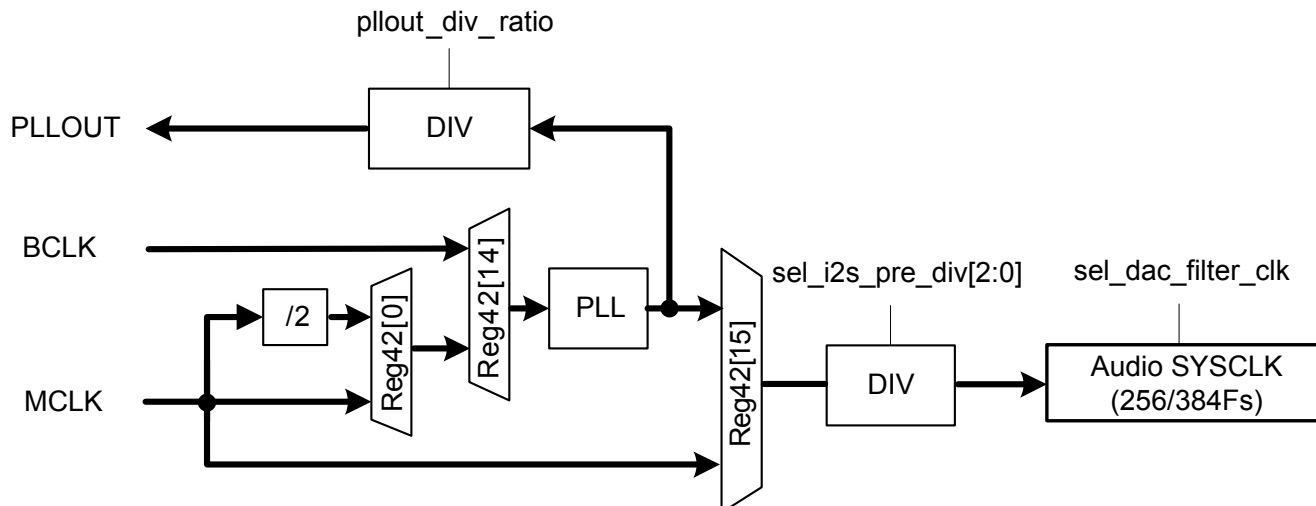 pllout_div_ratio
PLLOUT
DIV
BCLK
Reg42[14]
sel_i2s_pre_div[2:0]
sel_dac_filter_clk
/2
Reg42[0]
PLL
Reg42[15]
DIV
Audio SYSCLK
(256/384Fs)
MCLK